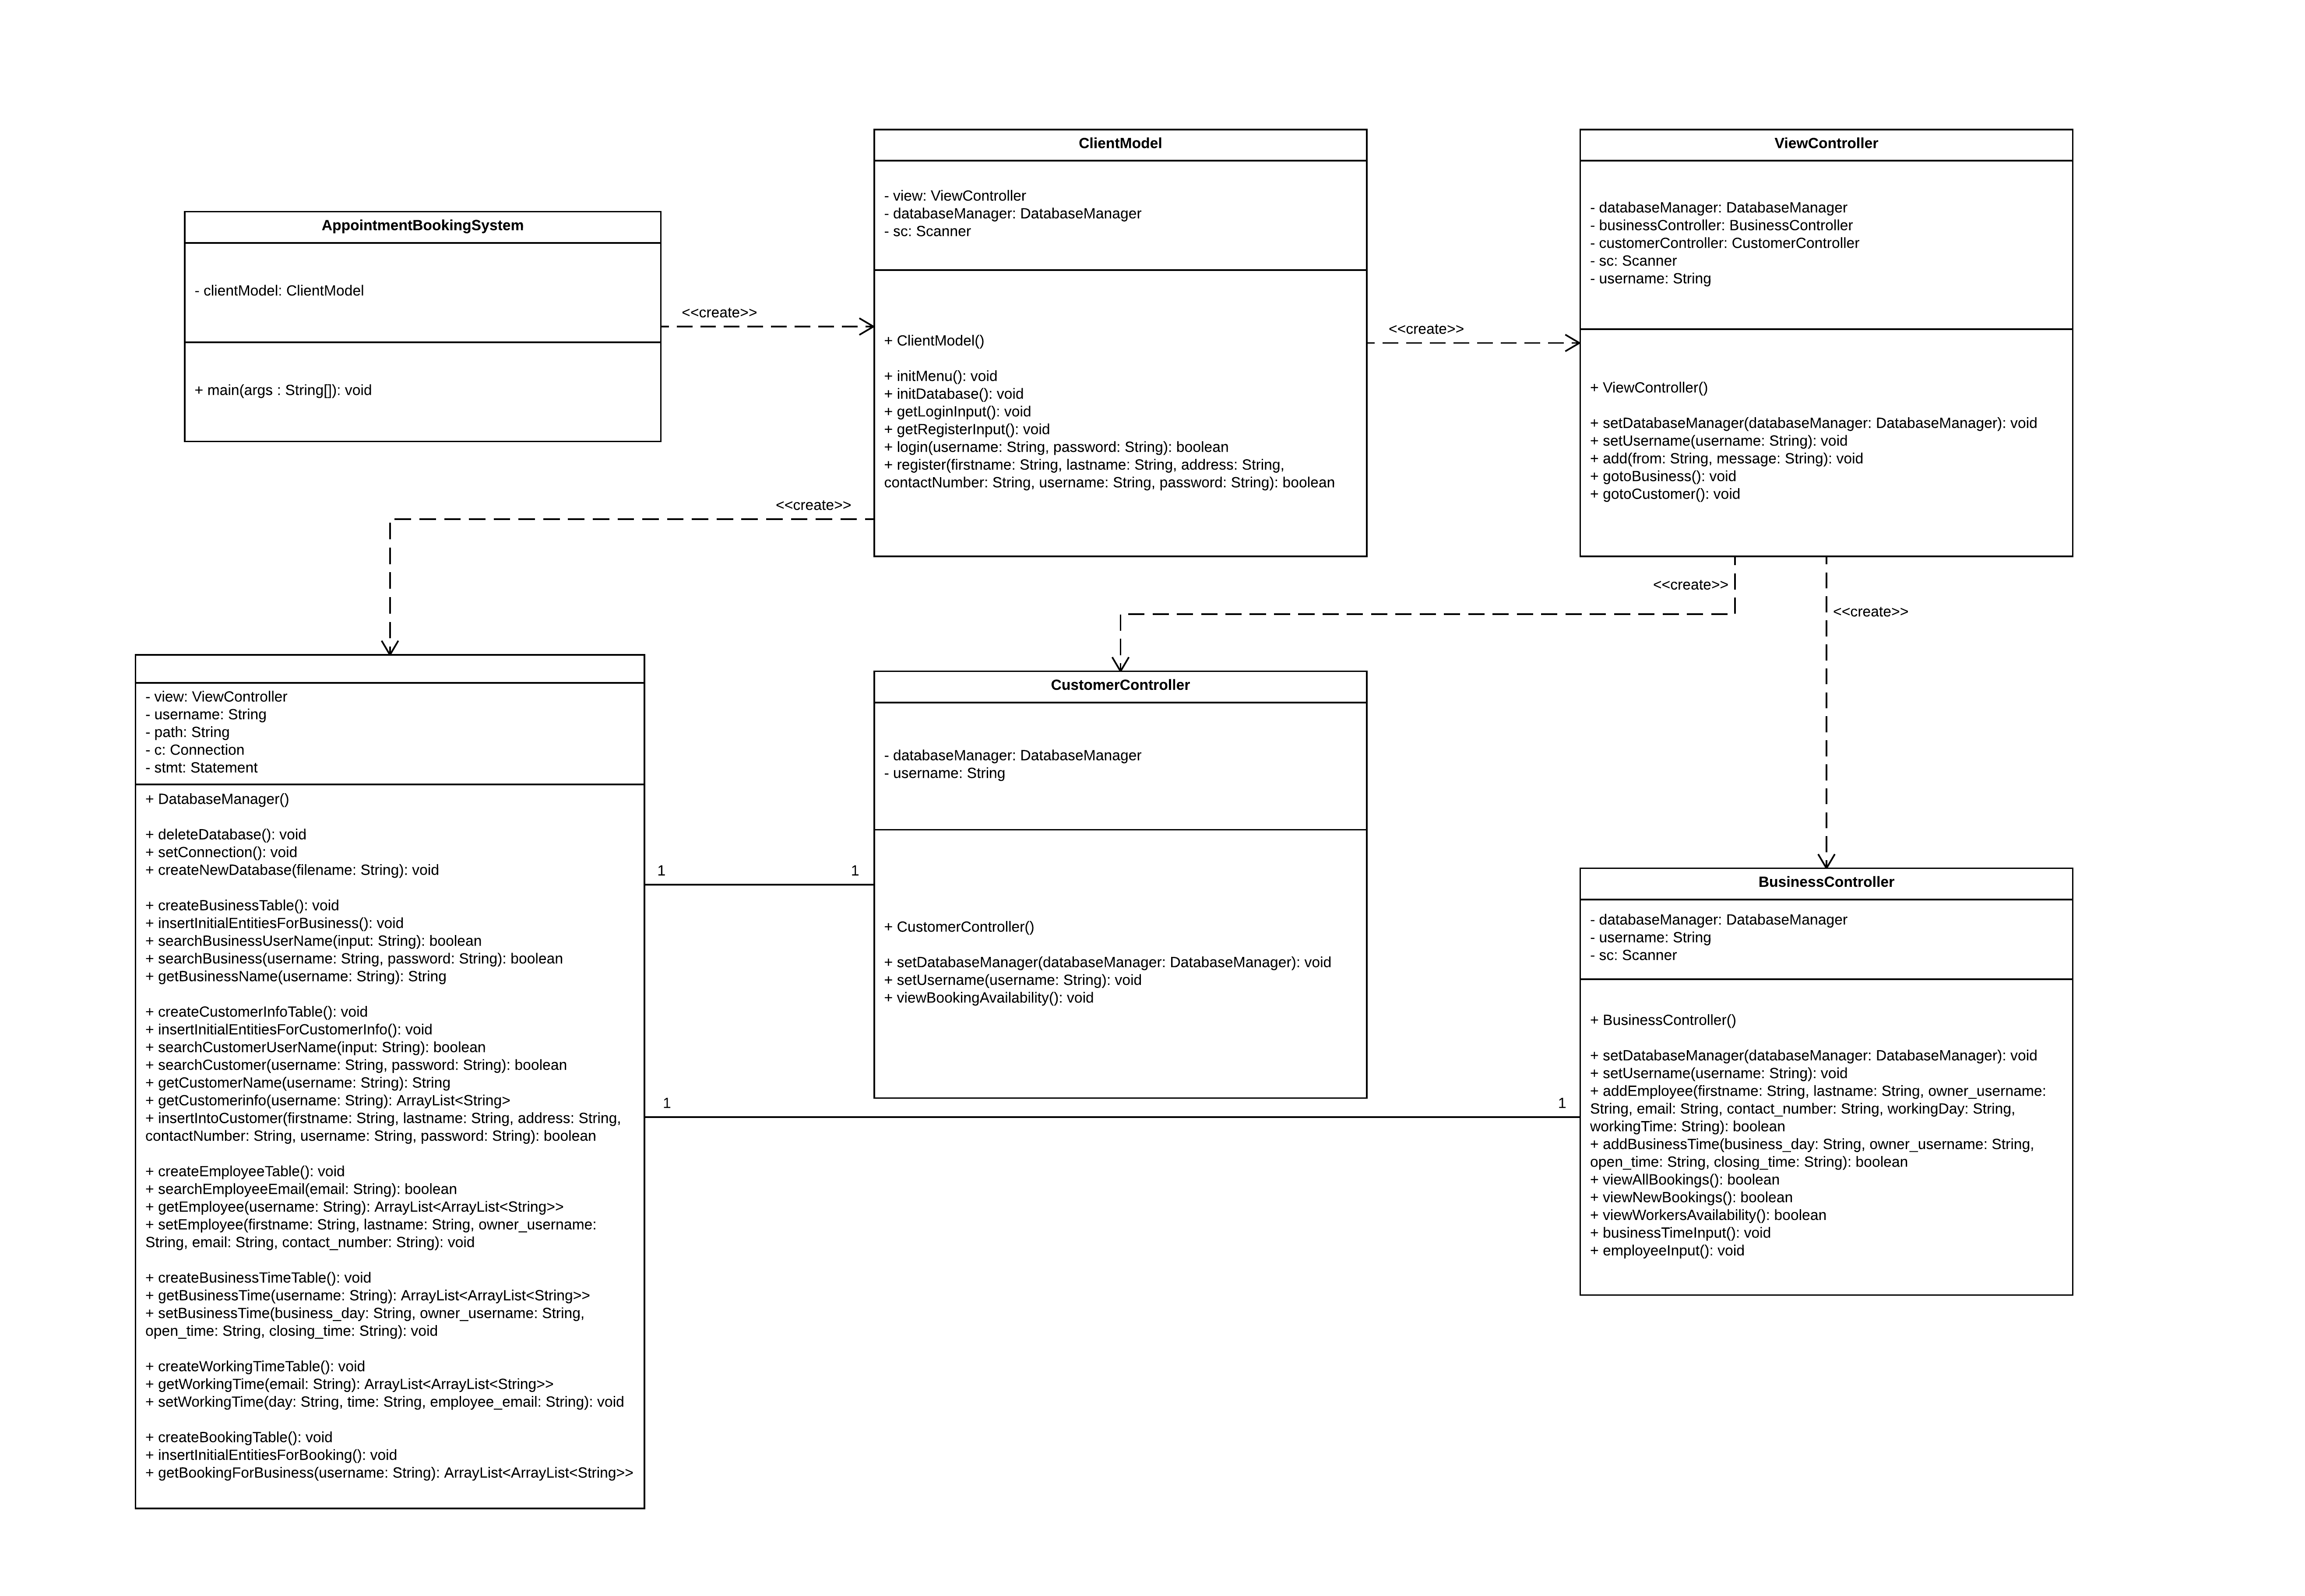 AppointmentBookingSystem
- clientModel: ClientModel
+ main(args : String[]): void
<<create>>
ClientModel
- view: ViewController
- databaseManager: DatabaseManager
- sc: Scanner
+ ClientModel()
+ initMenu(): void
+ initDatabase(): void
+ getLoginInput(): void
+ getRegisterInput(): void
+ login(username: String, password: String): boolean
+ register(firstname: String, lastname: String, address: String,
contactNumber: String, username: String, password: String): boolean
<<create>>
ViewController
- databaseManager: DatabaseManager
- businessController: BusinessController
- customerController: CustomerController
- sc: Scanner
- username: String
+ ViewController()
+ setDatabaseManager(databaseManager: DatabaseManager): void
+ setUsername(username: String): void
+ add(from: String, message: String): void
+ gotoBusiness(): void
+ gotoCustomer(): void
<<create>>
<<create>>
<<create>>
- view: ViewController
- username: String
- path: String
- c: Connection
- stmt: Statement
+ DatabaseManager()
+ deleteDatabase(): void
+ setConnection(): void
+ createNewDatabase(filename: String): void
+ createBusinessTable(): void
+ insertInitialEntitiesForBusiness(): void
+ searchBusinessUserName(input: String): boolean
+ searchBusiness(username: String, password: String): boolean
+ getBusinessName(username: String): String
+ createCustomerInfoTable(): void
+ insertInitialEntitiesForCustomerInfo(): void
+ searchCustomerUserName(input: String): boolean
+ searchCustomer(username: String, password: String): boolean
+ getCustomerName(username: String): String
+ getCustomerinfo(username: String): ArrayList<String>
+ insertIntoCustomer(firstname: String, lastname: String, address: String,
contactNumber: String, username: String, password: String): boolean
+ createEmployeeTable(): void
+ searchEmployeeEmail(email: String): boolean
+ getEmployee(username: String): ArrayList<ArrayList<String>>
+ setEmployee(firstname: String, lastname: String, owner_username:
String, email: String, contact_number: String): void
+ createBusinessTimeTable(): void
+ getBusinessTime(username: String): ArrayList<ArrayList<String>>
+ setBusinessTime(business_day: String, owner_username: String,
open_time: String, closing_time: String): void
+ createWorkingTimeTable(): void
+ getWorkingTime(email: String): ArrayList<ArrayList<String>>
+ setWorkingTime(day: String, time: String, employee_email: String): void
+ createBookingTable(): void
+ insertInitialEntitiesForBooking(): void
+ getBookingForBusiness(username: String): ArrayList<ArrayList<String>>
1
1
CustomerController
- databaseManager: DatabaseManager
- username: String
+ CustomerController()
+ setDatabaseManager(databaseManager: DatabaseManager): void
+ setUsername(username: String): void
+ viewBookingAvailability(): void
1
1
BusinessController
- databaseManager: DatabaseManager
- username: String
- sc: Scanner
+ BusinessController()
+ setDatabaseManager(databaseManager: DatabaseManager): void
+ setUsername(username: String): void
+ addEmployee(firstname: String, lastname: String, owner_username:
String, email: String, contact_number: String, workingDay: String,
workingTime: String): boolean
+ addBusinessTime(business_day: String, owner_username: String,
open_time: String, closing_time: String): boolean
+ viewAllBookings(): boolean
+ viewNewBookings(): boolean
+ viewWorkersAvailability(): boolean
+ businessTimeInput(): void
+ employeeInput(): void